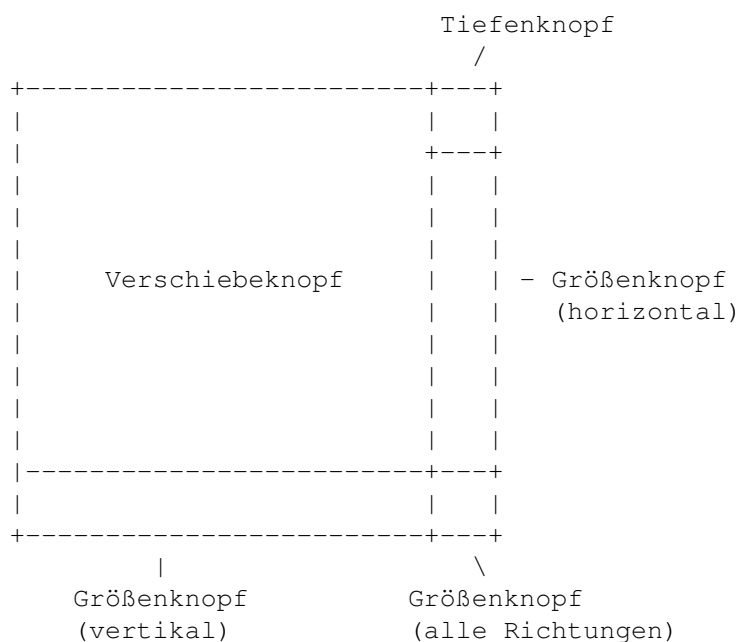 Tiefenknopf
Verschiebeknopf
- Größenknopf
(horizontal)
Größenknopf Größenknopf
(vertikal) (alle Richtungen)